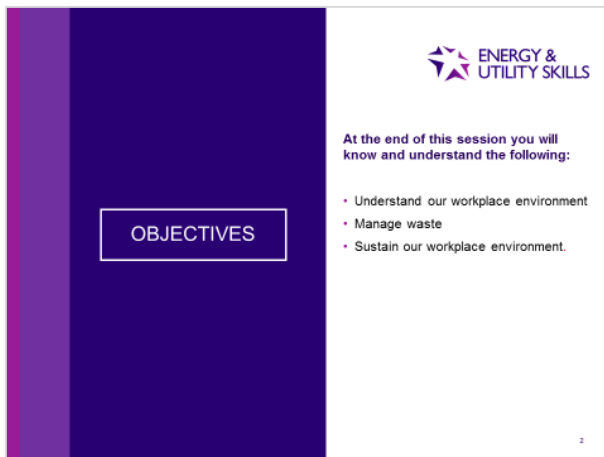 ENERGY &
UTILITY SKILLS
At the end of this session you will
know and understand the following:
• Understand our workplace environment
• Manage waste
• Sustain our workplace environment.
OBJECTIVES
2